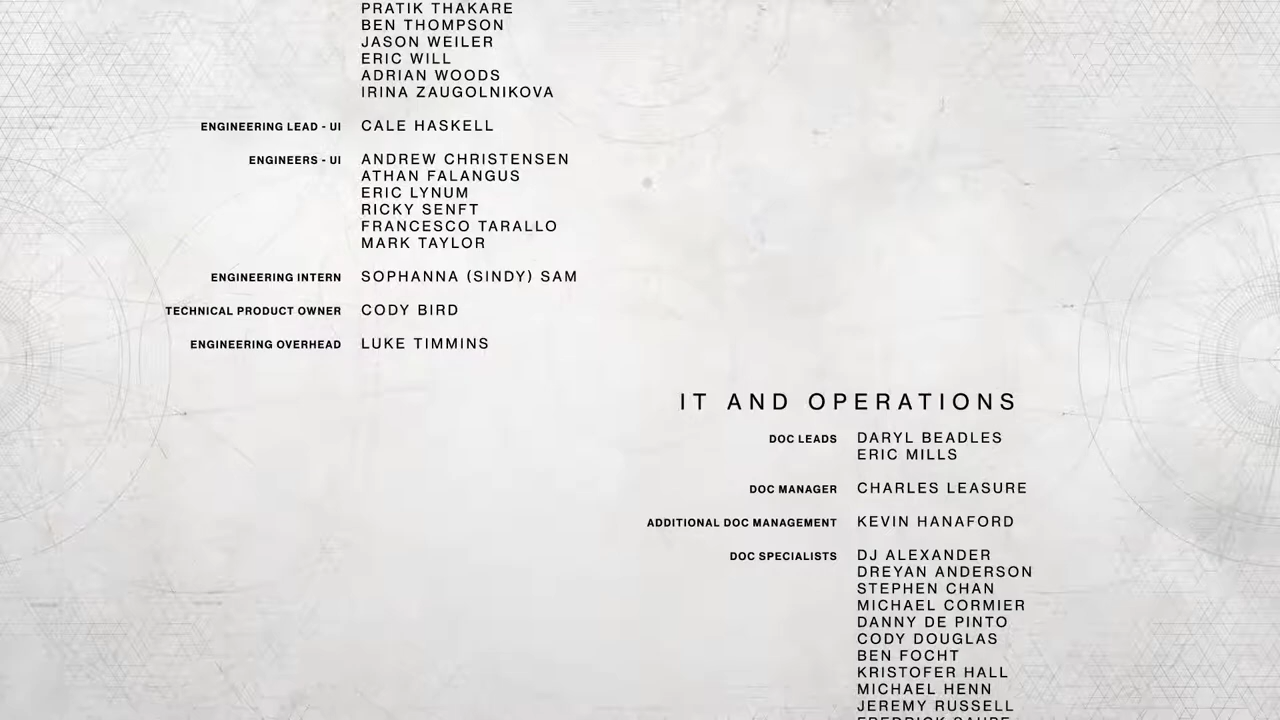 PRATIK THAKARE
BEN THOMPSON
JASON WEILER
ERIC WILL
ADRIAN WOODS
IRINA ZAUGOLNIKOVA
ENGINEERING LEAD - UI CALE HASKELL
ENGINEERS - UI ANDREW CHRISTENSEN
ATHAN FALANGUS
ERIC LYNUM
RICKY SENFT
FRANCESCO TARALLO
MARK TAYLOR
ENGINEERING INTERN SOPHANNA (SINDY) SAM
TECHNICAL PRODUCT OWNER CODY BIRD
ENGINEERING OVERHEAD LUKE TIMMINS
IT AND OPERATIONS
DOC LEADS DARYL BEADLES
ERIC MILLS
DOC MANAGER CHARLES LEASURE
ADDITIONAL DOC MANAGEMENT KEVIN HANAFORD
DOC SPECIALISTS DJ ALEXANDER
DREYAN ANDERSON
STEPHEN CHAN
MICHAEL CORMIER
DANNY DE PINTO
CODY DOUGLAS
BEN FOCHT
KRISTOFER HALL
MICHAEL HENN
JEREMY RUSSELL